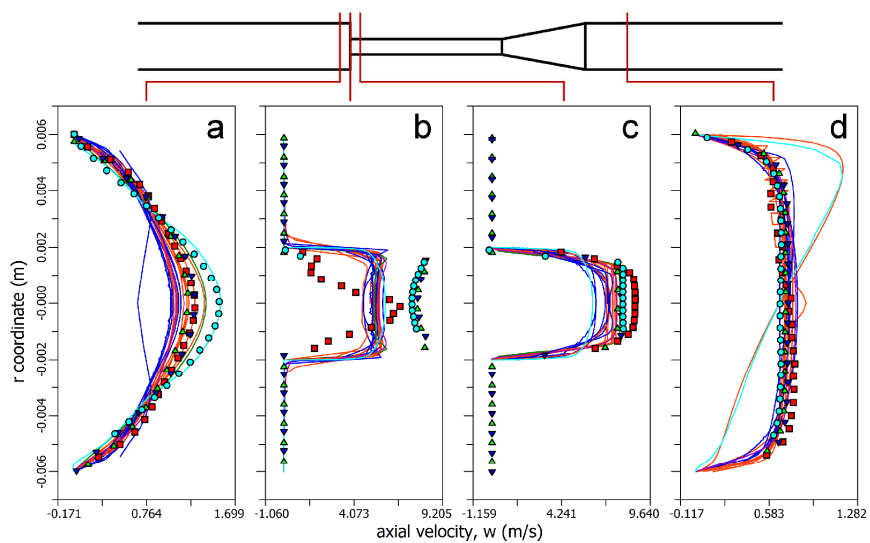 a b c d
r coordinate (m)
0.006
0.004
0.002
-0.000
-0.002
-0.004
-0.006
-0.171 0.764 1.699
-1.060 4.073 9.205
-1.159 4.241 9.640
-0.117 0.583 1.282
axial velocity, w (m/s)